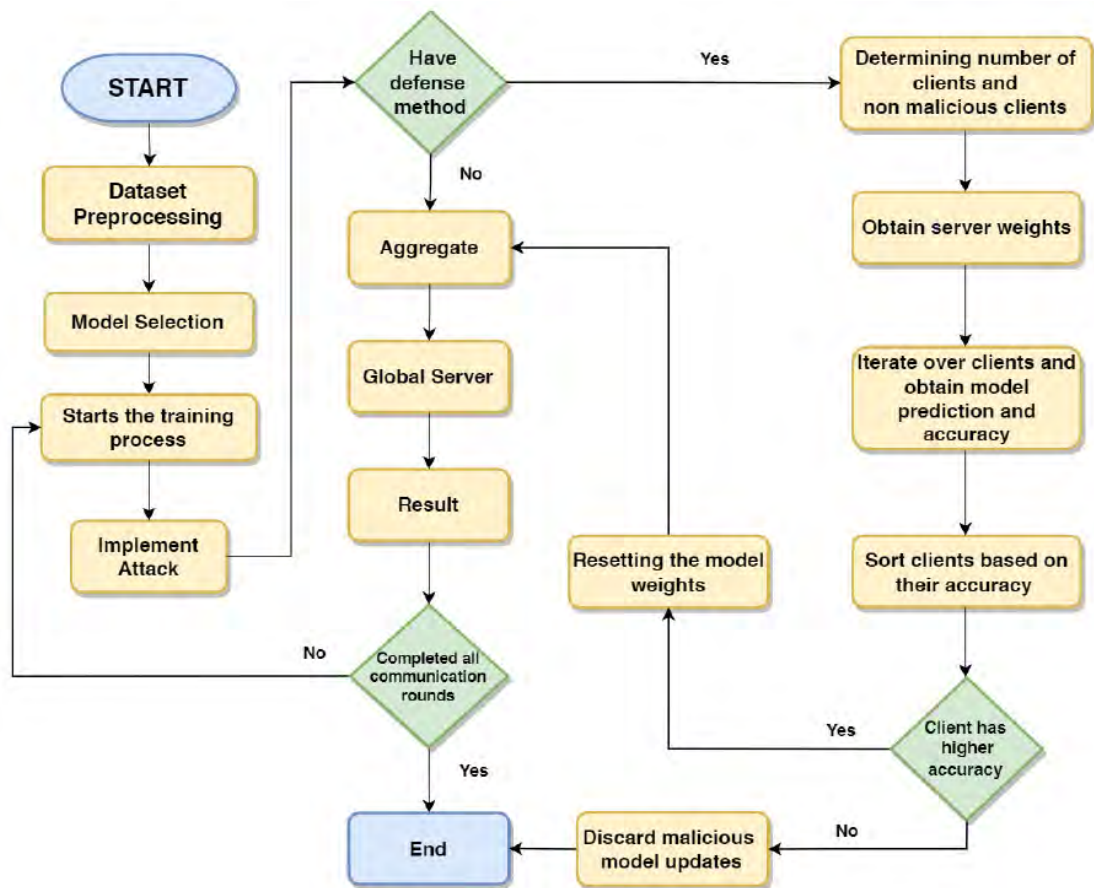 START
Dataset
Preprocessing
Model Selection
Starts the training
process
Implement
Attack
Have
defense
method
Yes
No
Aggregate
Global Server
Result
Completed all
communication
rounds
No
Yes
End
Determining number of
clients and
non malicious clients
Obtain server weights
Iterate over clients and
obtain model
prediction and
accuracy
Sort clients based on
their accuracy
Client has
higher
accuracy
Yes
Resetting the model
weights
No
Discard malicious
model updates